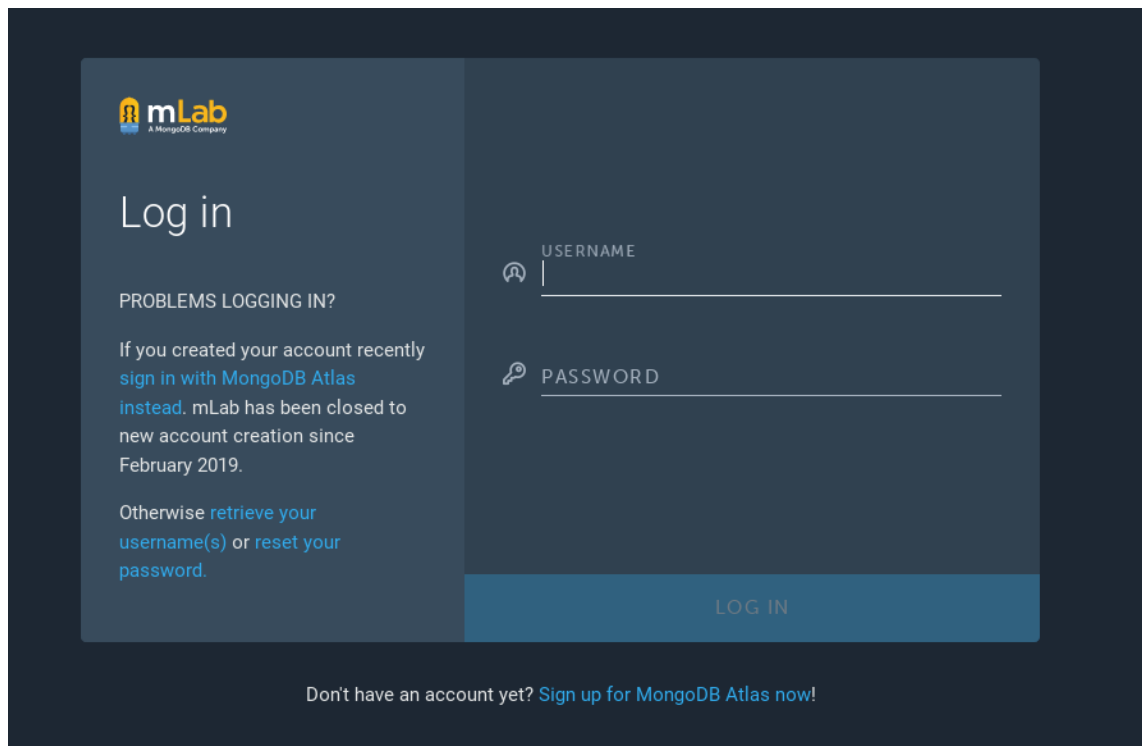 mLab
A MongoDB Company
Log in
PROBLEMS LOGGING IN?
If you created your account recently
sign in with MongoDB Atlas
instead. mLab has been closed to
new account creation since
February 2019.
Otherwise retrieve your
username(s) or reset your
password.
USERNAME
PASSWORD
LOG IN
Don't have an account yet? Sign up for MongoDB Atlas now!